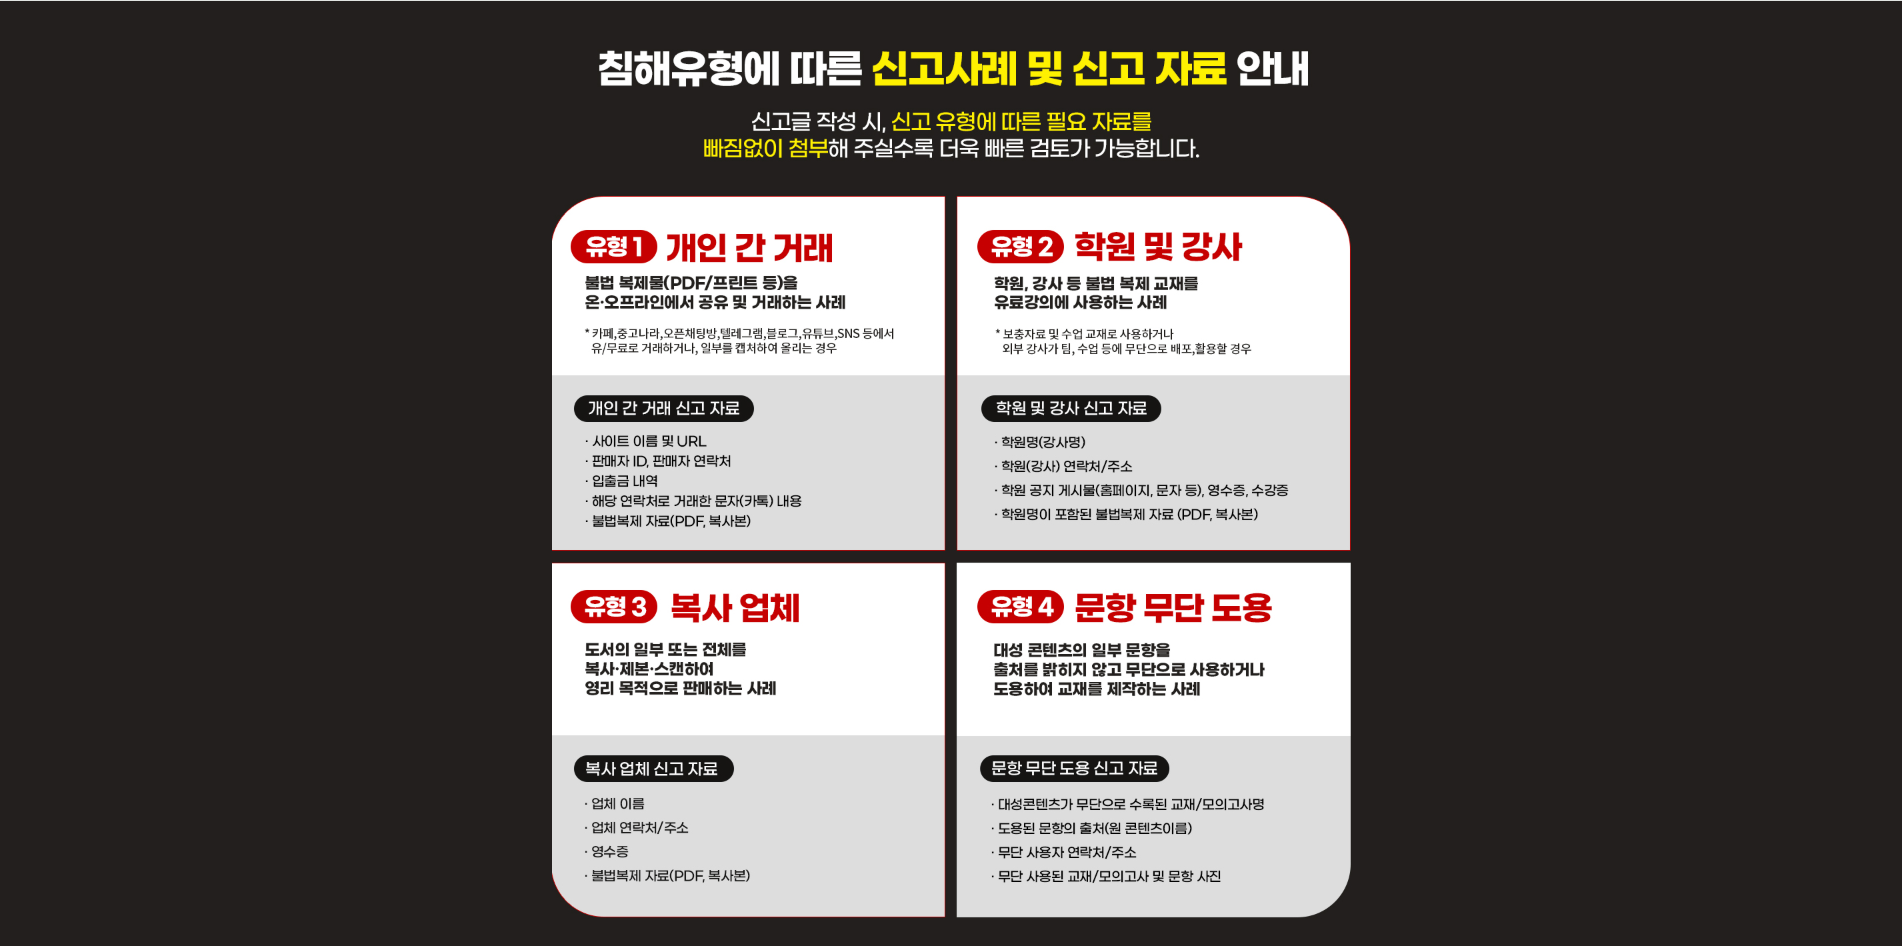 침해유형에 따른 신고사례 및 신고 자료 안내
신고글 작성 시, 신고 유형에 따른 필요 자료를
빠짐없이 첨부해 주실수록 더욱 빠른 검토가 가능합니다.
유형 1 개인 간 거래
불법 복제물(PDF/프린트 등)을
온·오프라인에서 공유 및 거래하는 사례
* 카페,중고나라,오픈채팅방,텔레그램,블로그,유튜브,SNS 등에서
유/무료로 거래하거나, 일부를 캡처하여 올리는 경우
개인 간 거래 신고 자료
· 사이트 이름 및 URL
· 판매자 ID, 판매자 연락처
· 입출금 내역
· 해당 연락처로 거래한 문자(카톡) 내용
· 불법복제 자료(PDF, 복사본)
유형 2 학원 및 강사
학원, 강사 등 불법 복제 교재를
유료강의에 사용하는 사례
* 보충자료 및 수업 교재로 사용하거나
외부 강사가 팀, 수업 등에 무단으로 배포,활용할 경우
학원 및 강사 신고 자료
· 학원명(강사명)
· 학원(강사) 연락처/주소
· 학원 공지 게시물(홈페이지, 문자 등), 영수증, 수강증
· 학원명이 포함된 불법복제 자료 (PDF, 복사본)
유형 3 복사 업체
도서의 일부 또는 전체를
복사·제본·스캔하여
영리 목적으로 판매하는 사례
복사 업체 신고 자료
· 업체 이름
· 업체 연락처/주소
· 영수증
· 불법복제 자료(PDF, 복사본)
유형 4 문항 무단 도용
대성 콘텐츠의 일부 문항을
출처를 밝히지 않고 무단으로 사용하거나
도용하여 교재를 제작하는 사례
문항 무단 도용 신고 자료
· 대성콘텐츠가 무단으로 수록된 교재/모의고사명
· 도용된 문항의 출처(원 콘텐츠이름)
· 무단 사용자 연락처/주소
· 무단 사용된 교재/모의고사 및 문항 사진